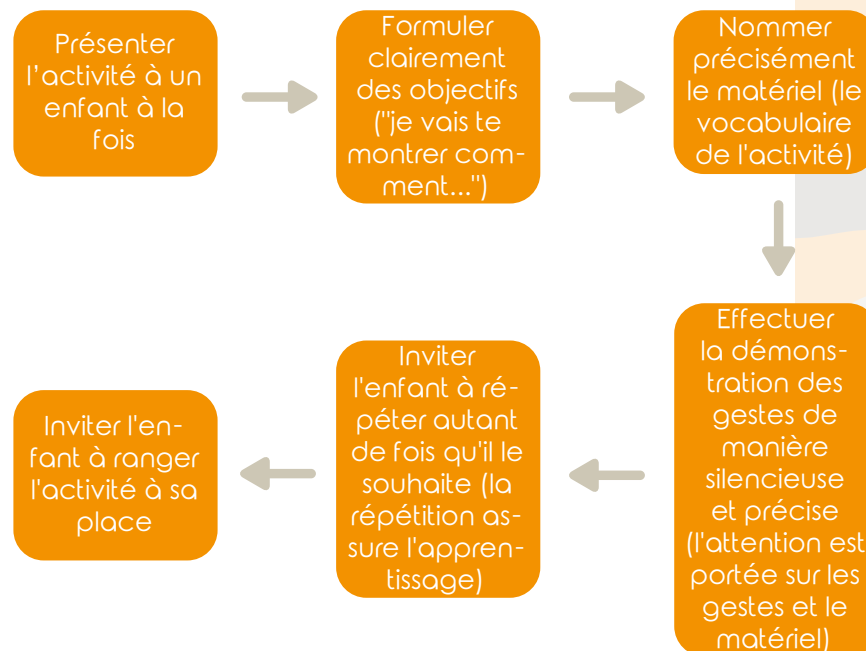 Présenter
l'activité à un
enfant à la
fois
Formuler
clairement
des objectifs
("je vais te
montrer com-
ment...")
Nommer
précisément
le matériel (le
vocabulaire
de l'activité)
Effectuer
la démons-
tration des
gestes de
manière
silencieuse
et précise
(l'attention est
portée sur les
gestes et le
matériel)
Inviter
l'enfant à ré-
péter autant
de fois qu'il le
souhaite (la
répétition as-
sure l'appren-
tissage)
Inviter l'en-
fant à ranger
l'activité à sa
place